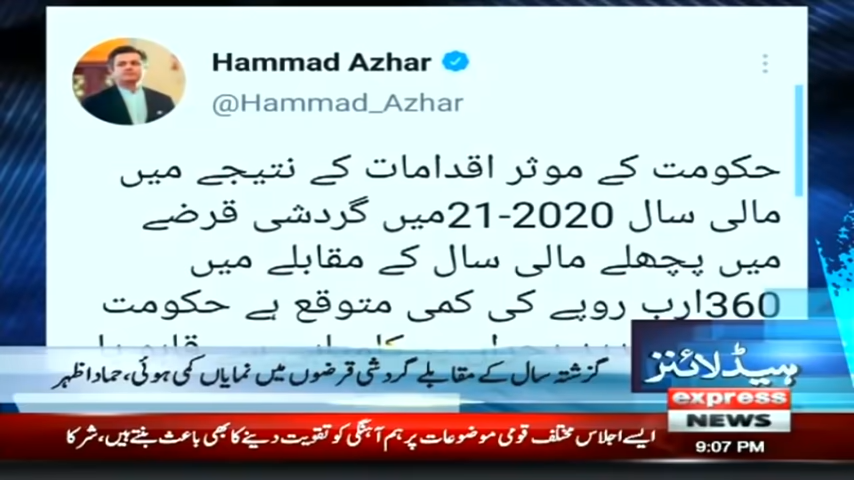 Hammad Azhar
@Hammad_Azhar
حکومت کے موثر اقدامات کے نتیجے میں
مالی سال 2020-21میں گردشی قرضے
میں پچھلے مالی سال کے مقابلے میں
360ارب روپے کی کمی متوقع ہے حکومت
گزشتہ سال کے مقابلے گردشی قرضوں میں نمایاں کمی ہوئی، حماد اظہر
ہیڈلائنز
express
NEWS
ایسے اجلاس مختلف قومی موضوعات پر ہم آہنگی کو تقویت دینے کا بھی باعث بنتے ہیں، شرکا
9:07 PM